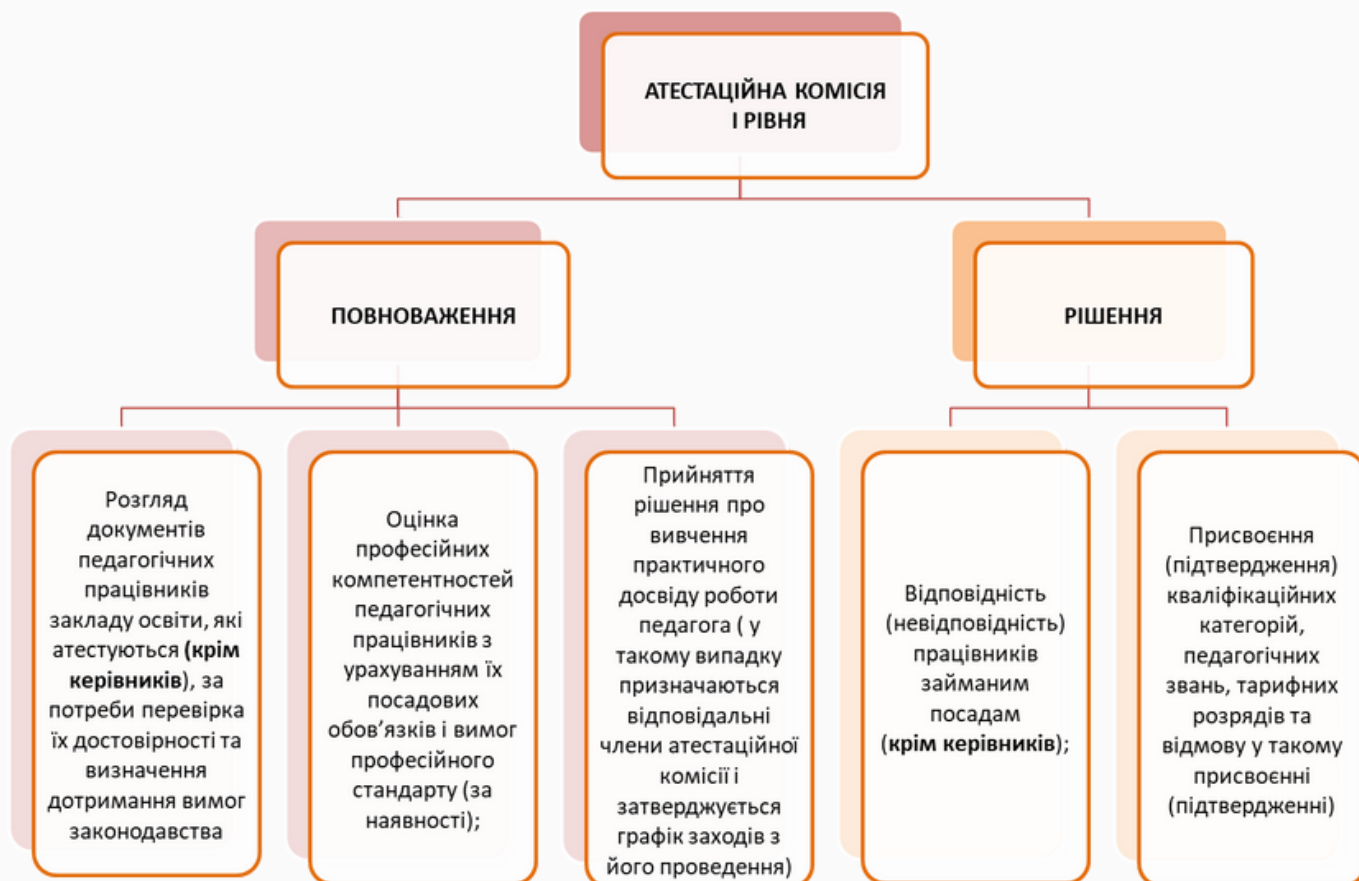 АТЕСТАЦІЙНА КОМІСІЯ
І РІВНЯ
ПОВНОВАЖЕННЯ
РІШЕННЯ
Розгляд
документів
педагогічних
працівників
закладу освіти, які
атестуються (крім
керівників), за
потреби перевірка
їх достовірності та
визначення
дотримання вимог
законодавства
Оцінка
професійних
компетентностей
педагогічних
працівників з
урахуванням їх
посадових
обов’язків і вимог
професійного
стандарту (за
наявності);
Прийняття
рішення про
вивчення
практичного
досвіду роботи
педагога ( у
такому випадку
призначаються
відповідальні
члени атестаційної
комісії і
затверджується
графік заходів з
його проведення)
Відповідність
(невідповідність)
працівників
займаним
посадам
(крім керівників);
Присвоєння
(підтвердження)
кваліфікаційних
категорій,
педагогічних
звань, тарифних
розрядів та
відмову у такому
присвоєнні
(підтвердженні)